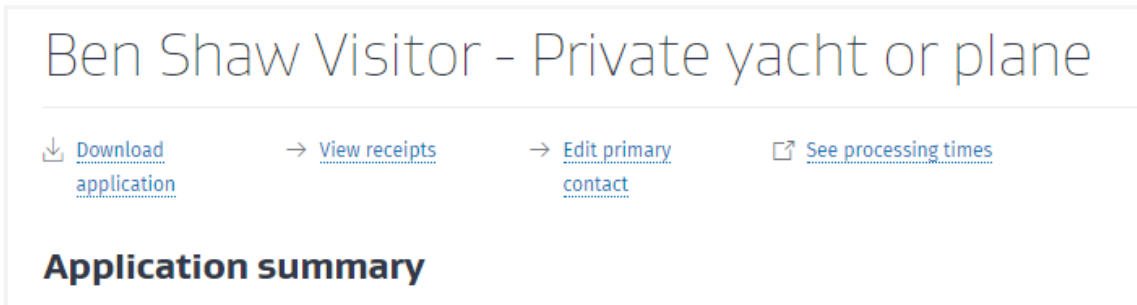 Ben Shaw Visitor - Private yacht or plane
Download
application
View receipts
Edit primary
contact
See processing times
Application summary